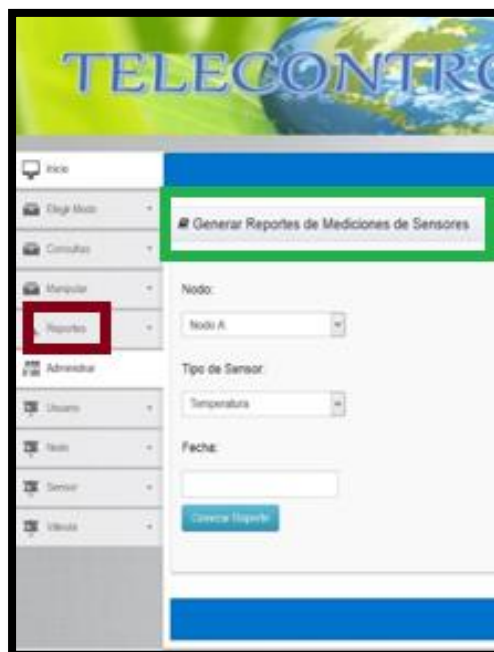 TELECONTRO
Inicio
Elegir Modo
Consultas
Manipular
Reportes
Administrar
Usuario
Nodo
Sensor
Válvula
Generar Reportes de Mediciones de Sensores
Nodo:
Nodo A
Tipo de Sensor:
Temperatura
Fecha:
Generar Reporte